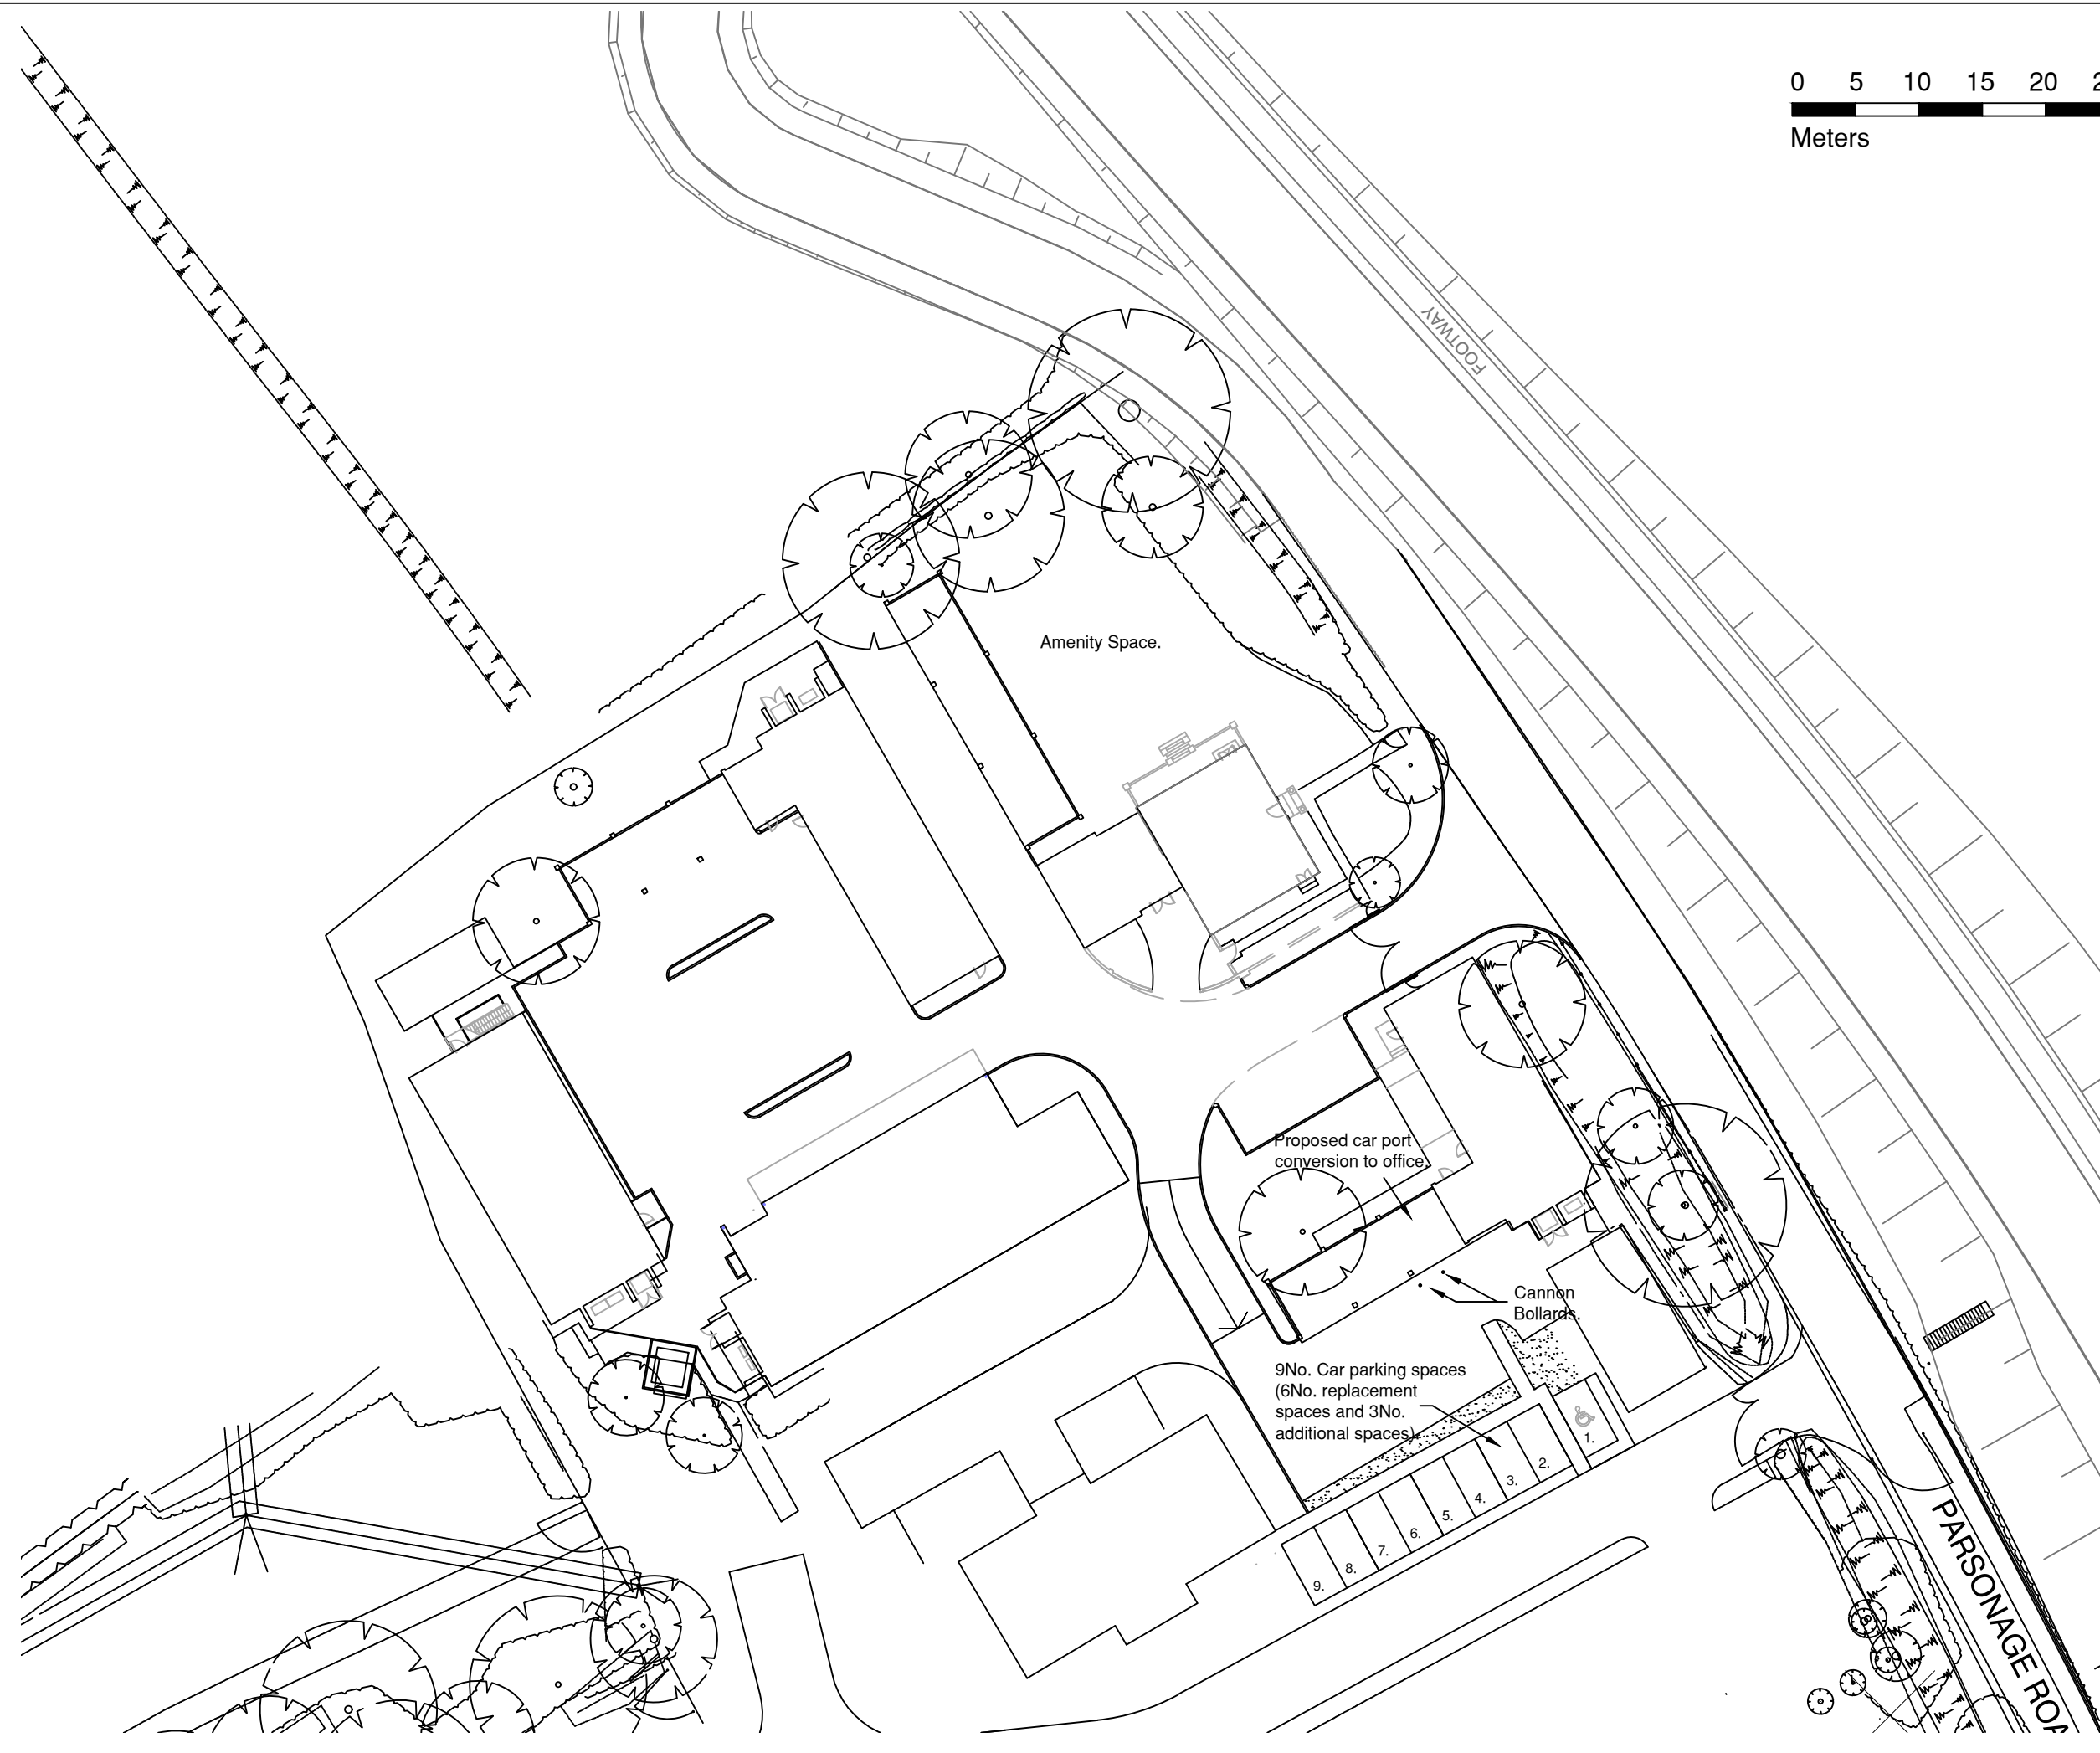 0 5 10 15 20
Meters
FOOTWAY
Amenity Space.
Proposed car port
conversion to office.
Cannon
Bollards.
9No. Car parking spaces
(6No. replacement
spaces and 3No.
additional spaces).
1.
2.
3.
4.
5.
6.
7.
8.
9.
PARSONAGE